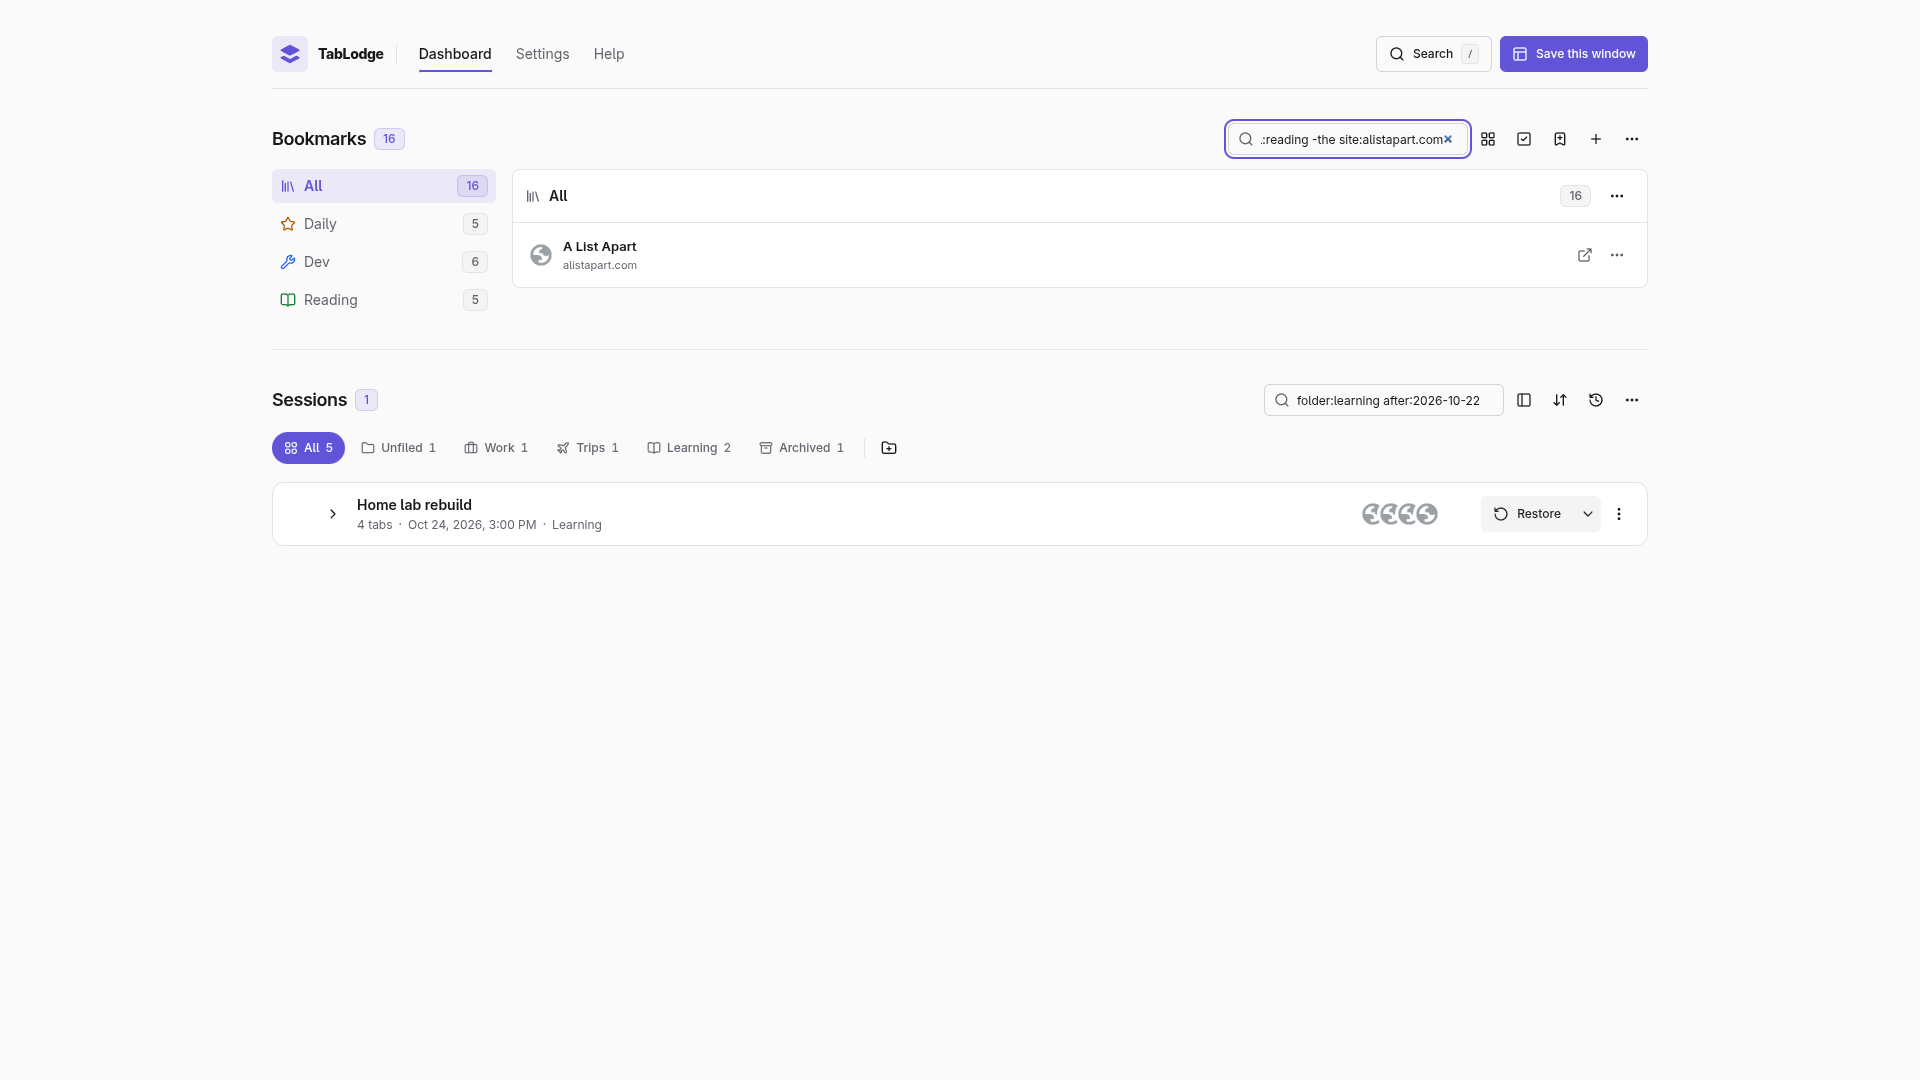 TabLodge
Dashboard
Settings
Help
Search /
Save this window
Bookmarks 16
:reading -the site:alistapart.com
All 16
Daily 5
Dev 6
Reading 5
All 16
A List Apart
alistapart.com
Sessions 1
folder:learning after:2026-10-22
All 5
Unfiled 1
Work 1
Trips 1
Learning 2
Archived 1
Home lab rebuild
4 tabs · Oct 24, 2026, 3:00 PM · Learning
Restore